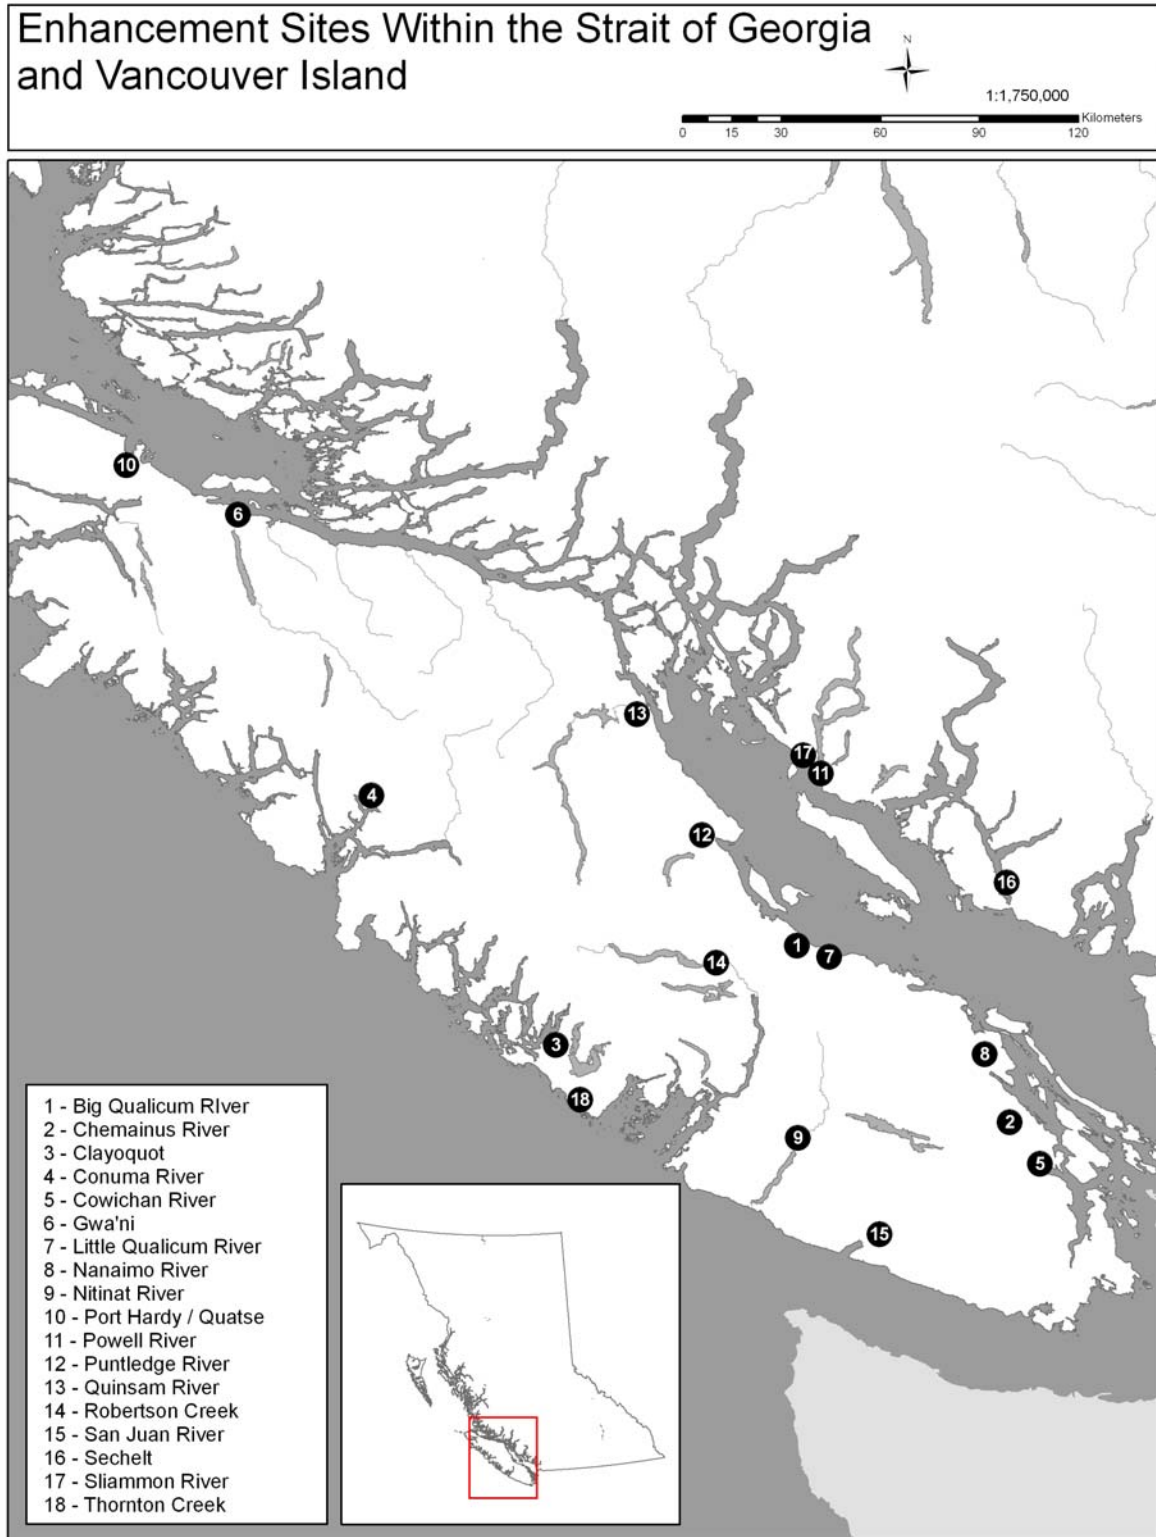 Enhancement Sites Within the Strait of Georgia
and Vancouver Island
N
1:1,750,000
Kilometers
0 15 30 60 90 120
10
6
13
17
11
4
12
16
1
7
14
3
8
18
2
9
5
15
1 - Big Qualicum RIver
2 - Chemainus River
3 - Clayoquot
4 - Conuma River
5 - Cowichan River
6 - Gwa'ni
7 - Little Qualicum River
8 - Nanaimo River
9 - Nitinat River
10 - Port Hardy / Quatse
11 - Powell River
12 - Puntledge River
13 - Quinsam River
14 - Robertson Creek
15 - San Juan River
16 - Sechelt
17 - Sliammon River
18 - Thornton Creek